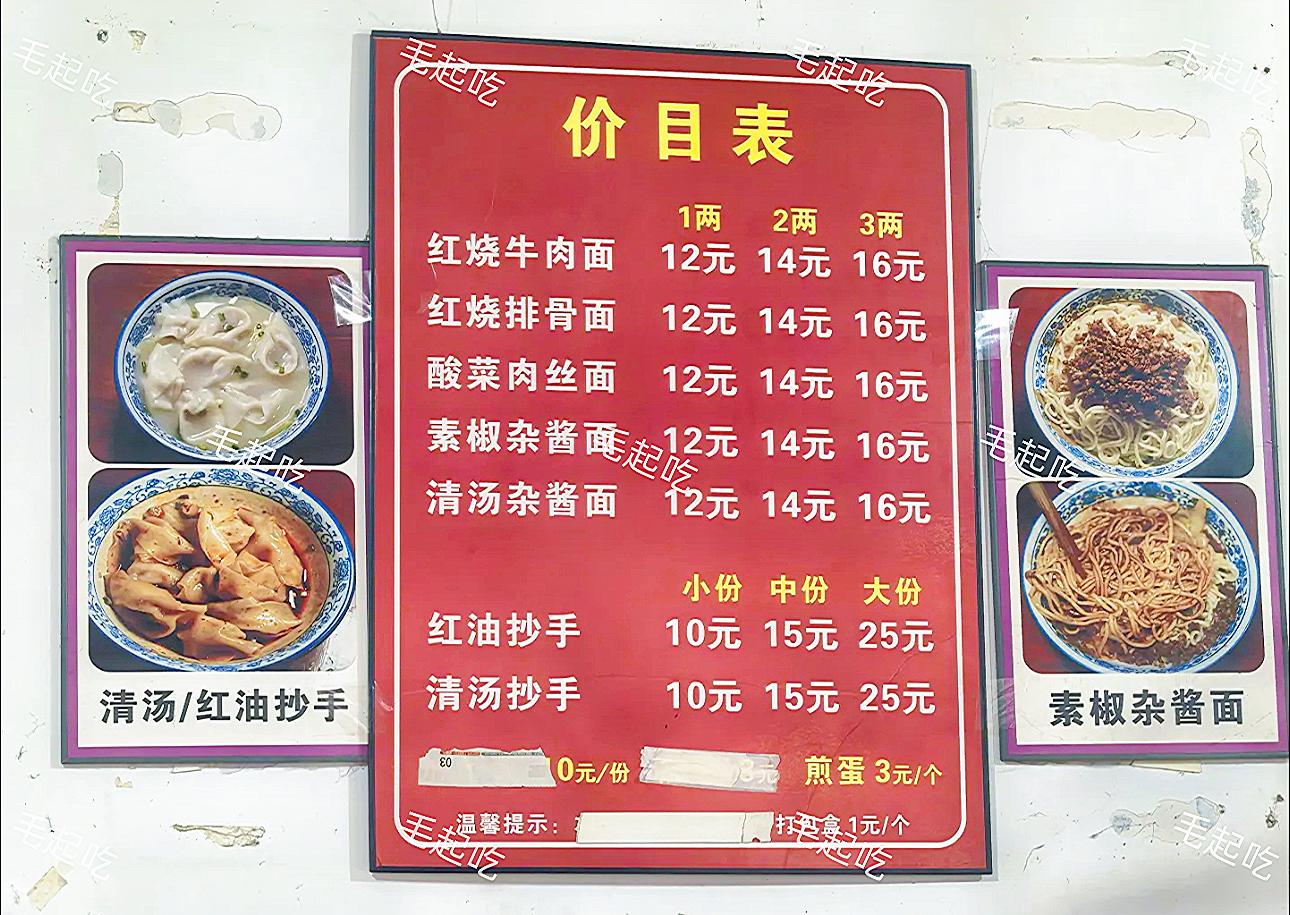 价目表
1两 2两 3两
红烧牛肉面 12元 14元 16元
红烧排骨面 12元 14元 16元
酸菜肉丝面 12元 14元 16元
素椒杂酱面 12元 14元 16元
清汤杂酱面 12元 14元 16元
小份 中份 大份
红油抄手 10元 15元 25元
清汤抄手 10元 15元 25元
03 0元/份 3元 煎蛋 3元/个
温馨提示: 打包盒 1元/个
清汤/红油抄手
素椒杂酱面
毛起吃
毛起吃
毛起吃
毛起吃
毛起吃
毛起吃
毛起吃
毛起吃
毛起吃
毛起吃
毛起吃